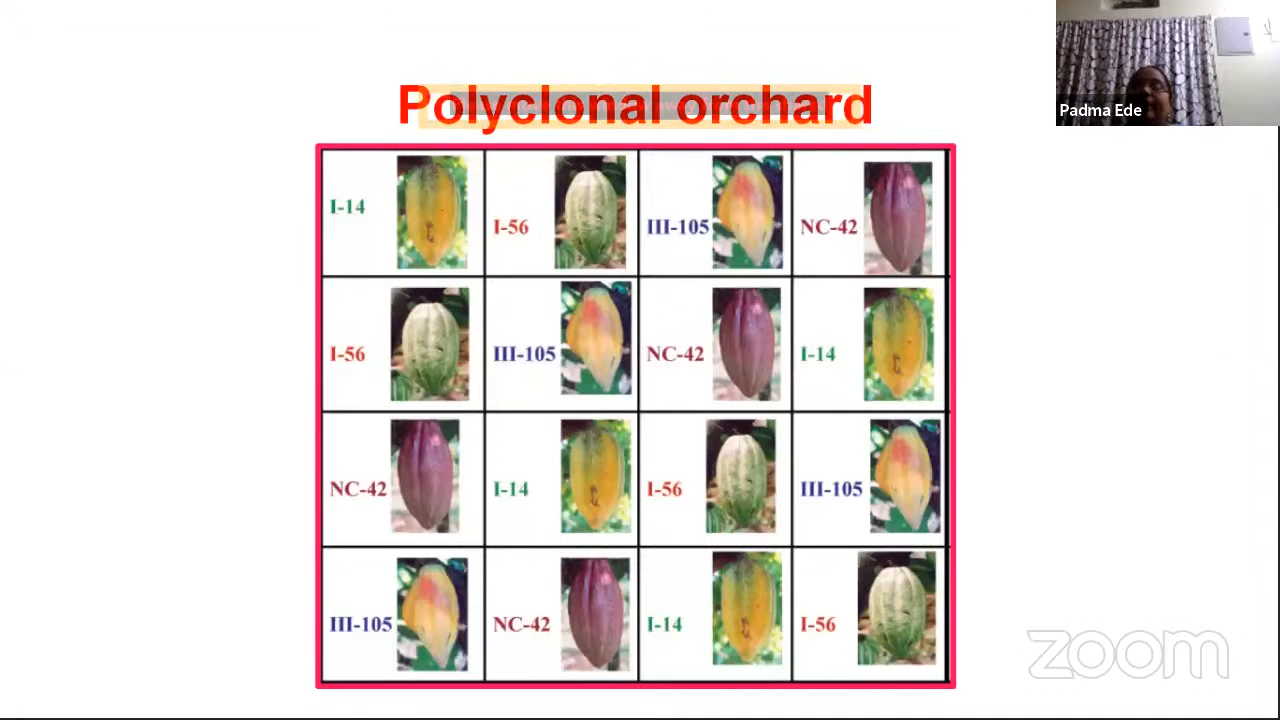 Padma Ede
Polyclonal orchard
I-14 I-56 III-105 NC-42
I-56 III-105 NC-42 I-14
NC-42 I-14 I-56 III-105
III-105 NC-42 I-14 I-56
zoom